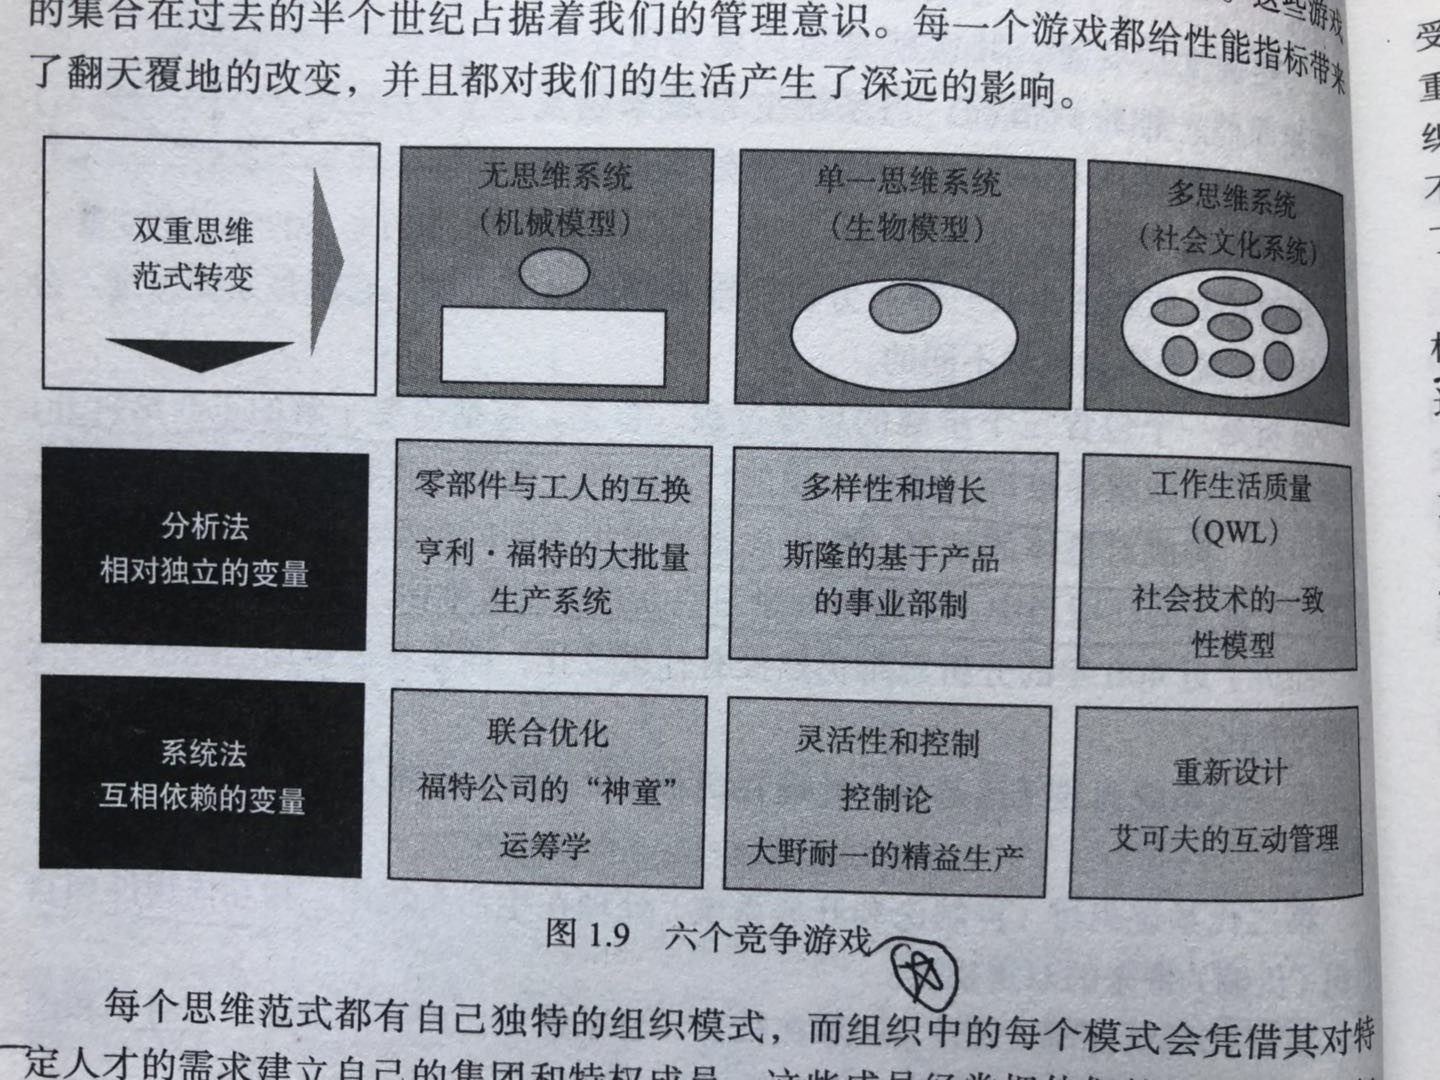 的集合在过去的半个世纪占据着我们的管理意识。每一个游戏都给性能指标带来
了翻天覆地的改变，并且都对我们的生活产生了深远的影响。
双重思维
范式转变
无思维系统
（机械模型）
单一思维系统
（生物模型）
多思维系统
（社会文化系统）
分析法
相对独立的变量
零部件与工人的互换
亨利·福特的大批量
生产系统
多样性和增长
斯隆的基于产品
的事业部制
工作生活质量
（QWL）
社会技术的一致
性模型
系统法
互相依赖的变量
联合优化
福特公司的“神童”
运筹学
灵活性和控制
控制论
大野耐一的精益生产
重新设计
艾可夫的互动管理
图 1.9 六个竞争游戏
每个思维范式都有自己独特的组织模式，而组织中的每个模式会凭借其对特
定人才的需求建立自己的集团和特权成员